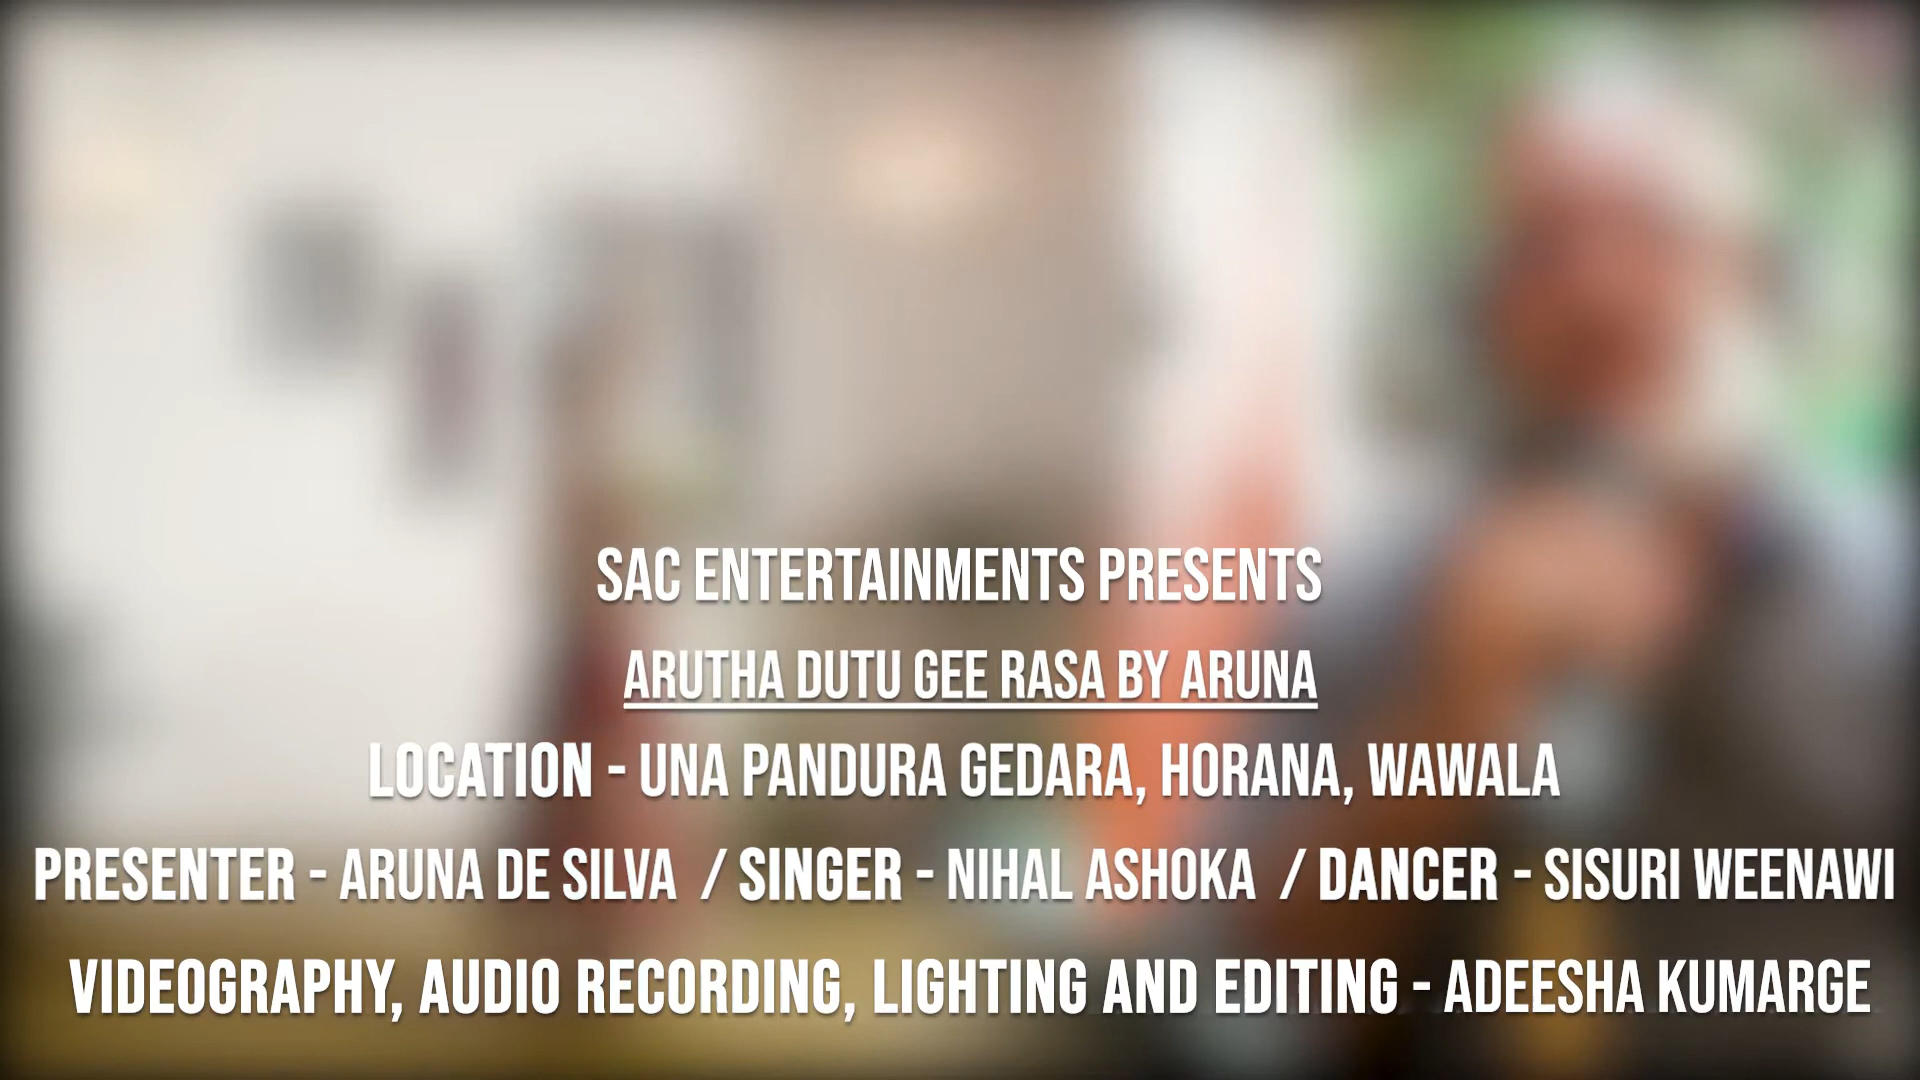 SAC ENTERTAINMENTS PRESENTS
ARUTHA DUTU GEE RASA BY ARUNA
LOCATION - UNA PANDURA GEDARA, HORANA, WAWALA
PRESENTER - ARUNA DE SILVA / SINGER - NIHAL ASHOKA / DANCER - SISURI WEENAWI
VIDEOGRAPHY, AUDIO RECORDING, LIGHTING AND EDITING - ADEESHA KUMARGE